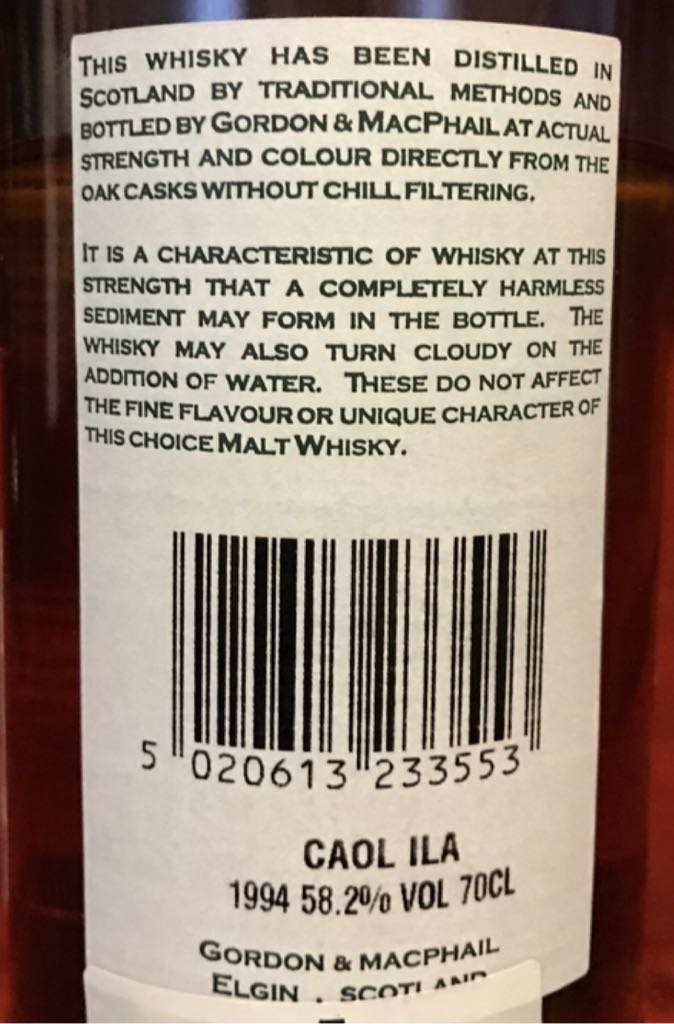 THIS WHISKY HAS BEEN DISTILLED IN
SCOTLAND BY TRADITIONAL METHODS AND
BOTTLED BY GORDON & MACPHAIL AT ACTUAL
STRENGTH AND COLOUR DIRECTLY FROM THE
OAK CASKS WITHOUT CHILL FILTERING.
IT IS A CHARACTERISTIC OF WHISKY AT THIS
STRENGTH THAT A COMPLETELY HARMLESS
SEDIMENT MAY FORM IN THE BOTTLE. THE
WHISKY MAY ALSO TURN CLOUDY ON THE
ADDITION OF WATER. THESE DO NOT AFFECT
THE FINE FLAVOUR OR UNIQUE CHARACTER OF
THIS CHOICE MALT WHISKY.
5 020613 233553
CAOL ILA
1994 58.2% VOL 70CL
GORDON & MACPHAIL
ELGIN . SCOTLAND